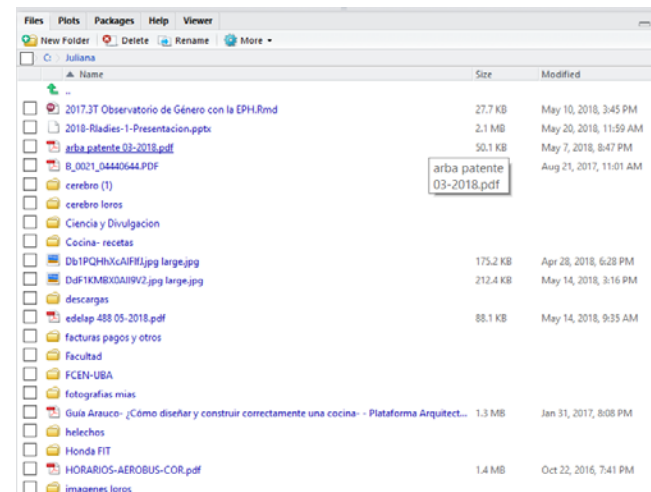 Files Plots Packages Help Viewer
New Folder Delete Rename More
C: Juliana
Name Size Modified
..
2017.3T Observatorio de Género con la EPH.Rmd 27.7 KB May 10, 2018, 3:45 PM
2018-Rladies-1-Presentacion.pptx 2.1 MB May 20, 2018, 11:59 AM
arba patente 03-2018.pdf 50.1 KB May 7, 2018, 8:47 PM
B_0021_04440644.PDF Aug 21, 2017, 11:01 AM
arba patente
03-2018.pdf
cerebro (1)
cerebro loros
Ciencia y Divulgacion
Cocina- recetas
large.jpg 175.2 KB Apr 28, 2018, 6:28 PM
large.jpg 212.4 KB May 14, 2018, 3:16 PM
descargas
edelap 488 05-2018.pdf 88.1 KB May 14, 2018, 9:35 AM
facturas pagos y otros
Facultad
FCEN-UBA
fotografias mias
Guía Arauco- ¿Cómo diseñar y construir correctamente una cocina- - Plataforma Arquitect... 1.3 MB Jan 31, 2017, 8:08 PM
helechos
Honda FIT
HORARIOS-AEROBUS-COR.pdf 1.4 MB Oct 22, 2016, 7:41 PM
imagenes loros